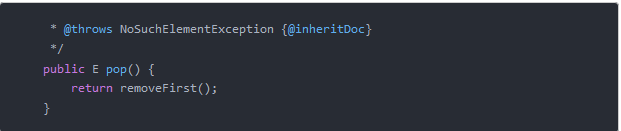 * @throws NoSuchElementException {@inheritDoc}
*/
public E pop() {
return removeFirst();
}